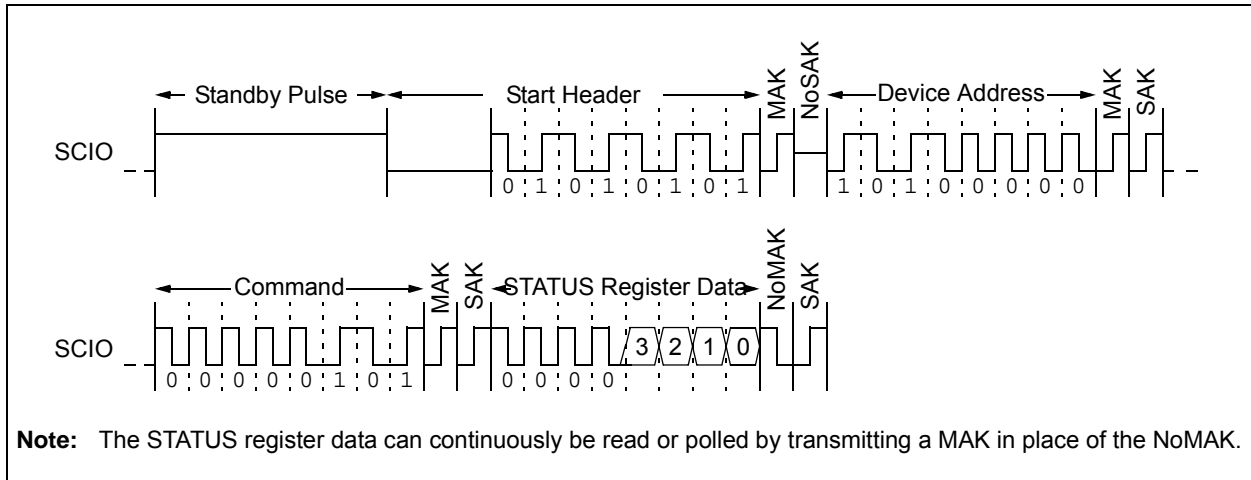 Standby Pulse Start Header MAK NoSAK Device Address MAK SAK
SCIO
0 1 0 1 0 1 0 1 1 0 1 0 0 0 0 0
Command MAK SAK STATUS Register Data NoMAK SAK
SCIO
3 2 1 0
0 0 0 0 0 1 0 1 0 0 0 0
Note: The STATUS register data can continuously be read or polled by transmitting a MAK in place of the NoMAK.